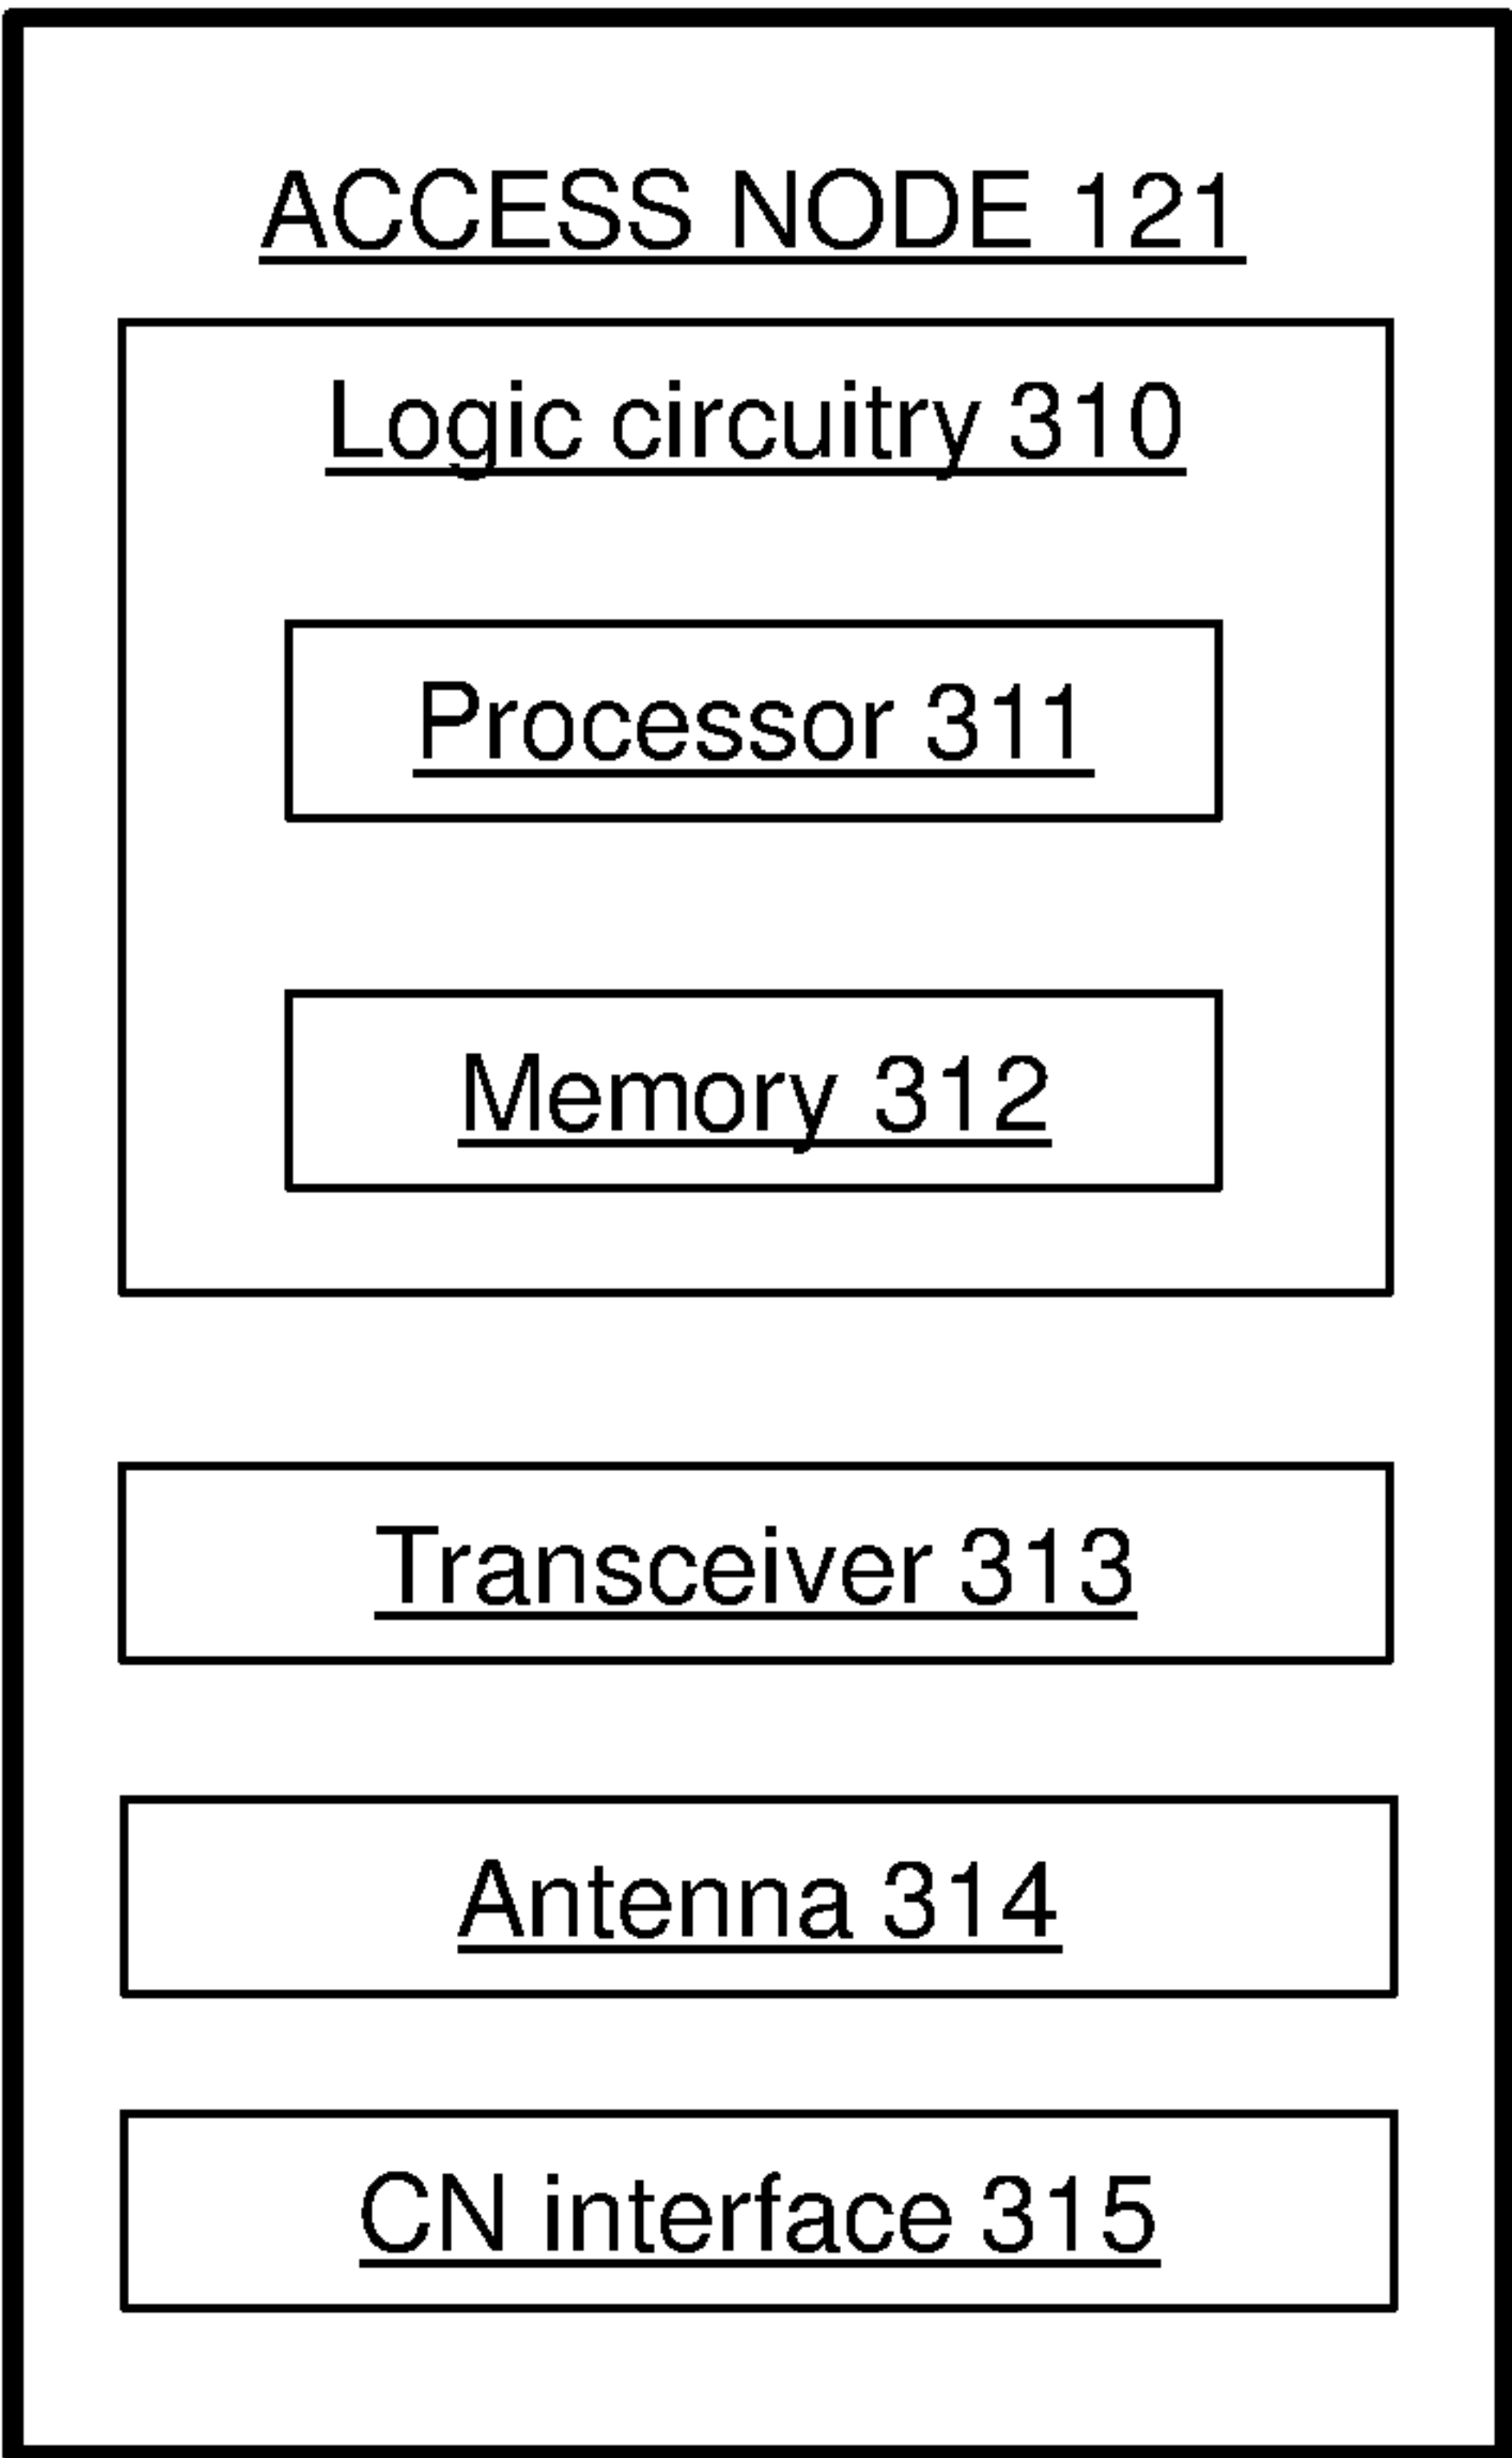 ACCESS NODE 121
Logic circuitry 310
Processor 311
Memory 312
Transceiver 313
Antenna 314
CN interface 315